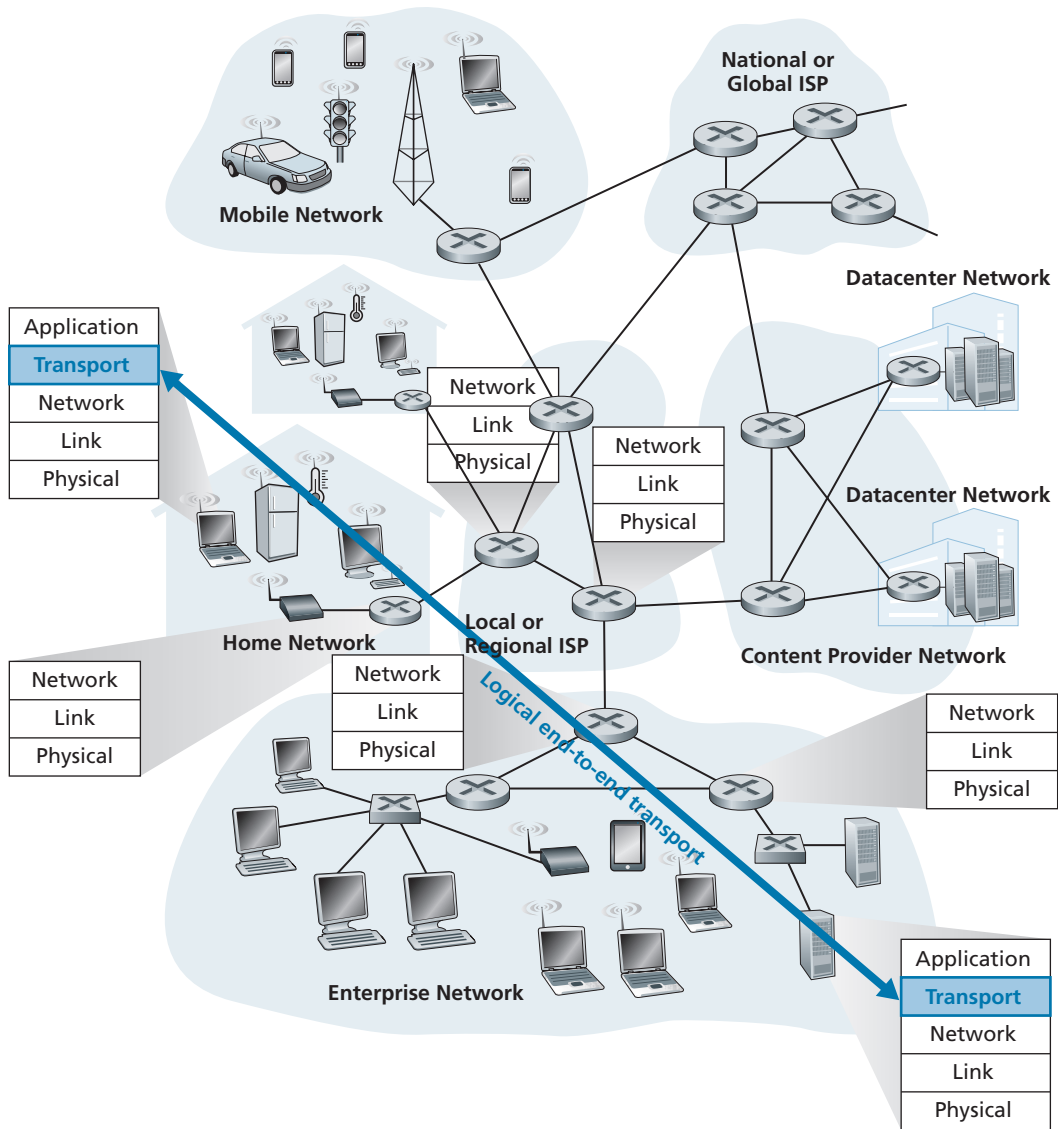 National or
Global ISP
Mobile Network
Datacenter Network
Application
Transport
Network
Link
Physical
Network
Link
Physical
Network
Link
Physical
Datacenter Network
Home Network
Local or
Regional ISP
Content Provider Network
Network
Link
Physical
Network
Link
Physical
Logical end-to-end transport
Network
Link
Physical
Enterprise Network
Application
Transport
Network
Link
Physical